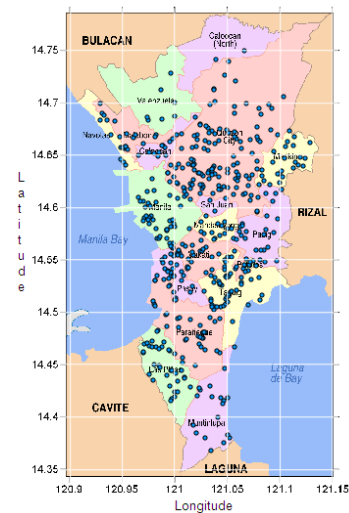 BULACAN
Caloocan
(North)
14.75
14.7
Valenzuela
Navotas
Caloocan
Quezon
City
14.65
Marikina
L
a
t
i
t
u
d
e
14.6
Manila
San Juan
Mandaluyong
RIZAL
Manila Bay
Pasig
14.55
Makati
Pateros
Pasay
Taguig
14.5
Parañaque
14.45
Las Piñas
Laguna
de Bay
14.4
CAVITE
Muntinlupa
14.35
LAGUNA
120.9 120.95 121 121.05 121.1 121.15
Longitude